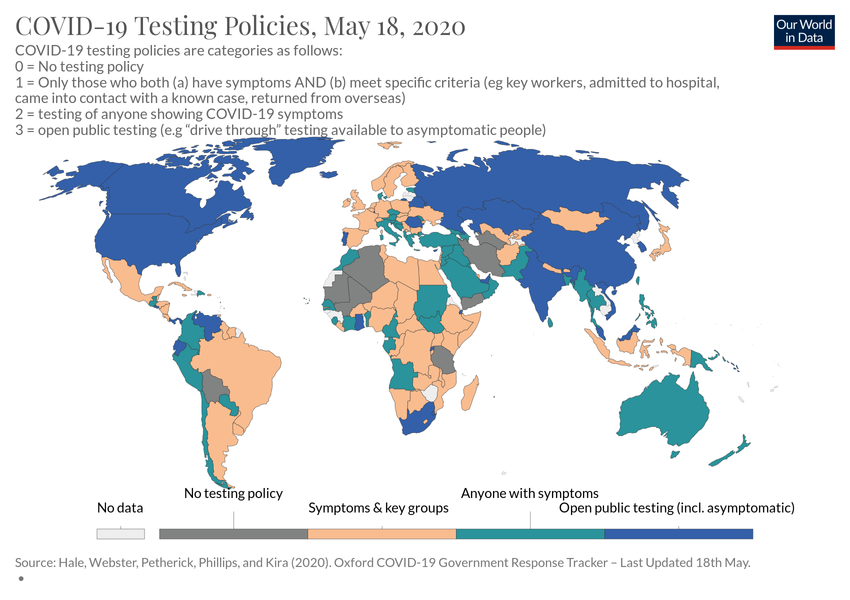 COVID-19 Testing Policies, May 18, 2020
Our World
in Data
COVID-19 testing policies are categories as follows:
0 = No testing policy
1 = Only those who both (a) have symptoms AND (b) meet specific criteria (eg key workers, admitted to hospital,
came into contact with a known case, returned from overseas)
2 = testing of anyone showing COVID-19 symptoms
3 = open public testing (e.g “drive through” testing available to asymptomatic people)
No data
No testing policy
Symptoms & key groups
Anyone with symptoms
Open public testing (incl. asymptomatic)
Source: Hale, Webster, Petherick, Phillips, and Kira (2020). Oxford COVID-19 Government Response Tracker – Last Updated 18th May.
•